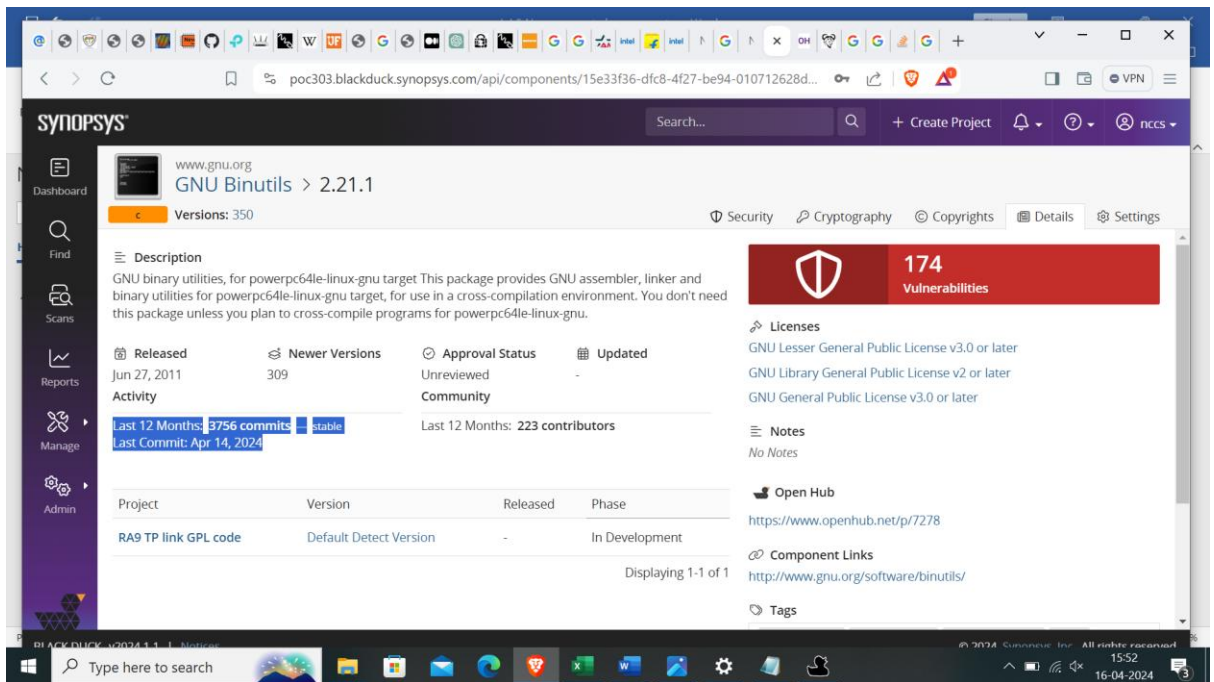 poc303.blackduck.synopsys.com/api/components/15e33f36-dfc8-4f27-be94-010712628d...
VPN
SYNOPSYS
Search...
+ Create Project
nccs
Dashboard
Find
Scans
Reports
Manage
Admin
www.gnu.org
GNU Binutils > 2.21.1
c
Versions: 350
Security
Cryptography
© Copyrights
Details
Settings
Description
GNU binary utilities, for powerpc64le-linux-gnu target This package provides GNU assembler, linker and
binary utilities for powerpc64le-linux-gnu target, for use in a cross-compilation environment. You don't need
this package unless you plan to cross-compile programs for powerpc64le-linux-gnu.
Released
Newer Versions
Approval Status
Updated
Jun 27, 2011
309
Unreviewed
-
Activity
Community
Last 12 Months: 3756 commits — stable
Last Commit: Apr 14, 2024
Last 12 Months: 223 contributors
Project
Version
Released
Phase
RA9 TP link GPL code
Default Detect Version
-
In Development
Displaying 1-1 of 1
174
Vulnerabilities
Licenses
GNU Lesser General Public License v3.0 or later
GNU Library General Public License v2 or later
GNU General Public License v3.0 or later
Notes
No Notes
Open Hub
https://www.openhub.net/p/7278
Component Links
http://www.gnu.org/software/binutils/
Tags
BLACK DUCK v2024.1.1 | Notices
© 2024 Synopsys, Inc. All rights reserved
Type here to search
15:52
16-04-2024